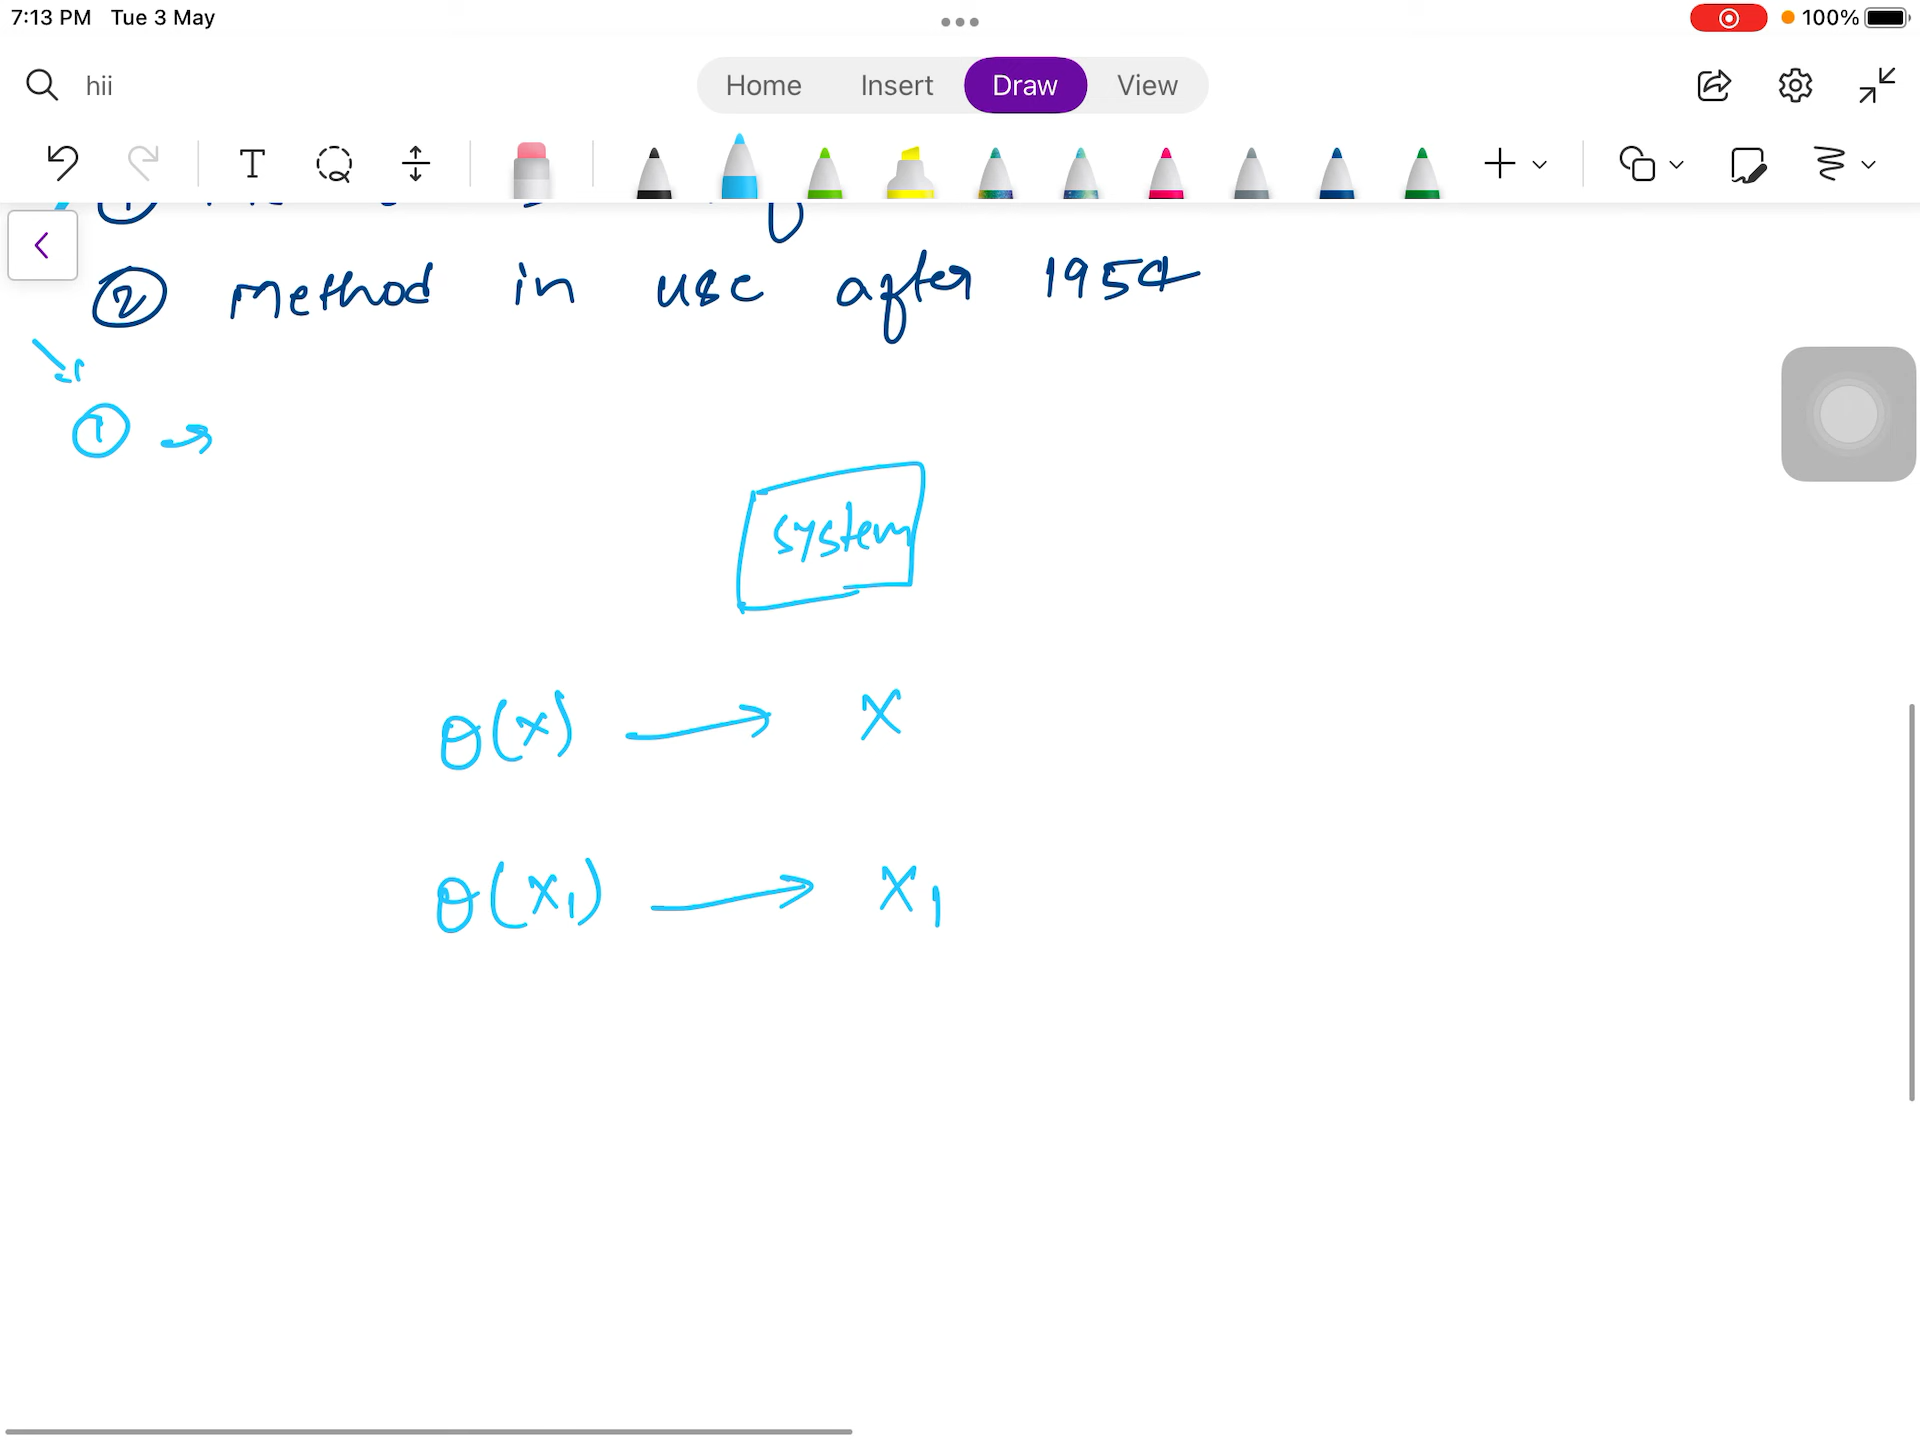 7:13 PM Tue 3 May
100%
hii
Home Insert Draw View
T
①
② method in use after 1954
① →
system
θ(x) → X
θ(x₁) → X₁